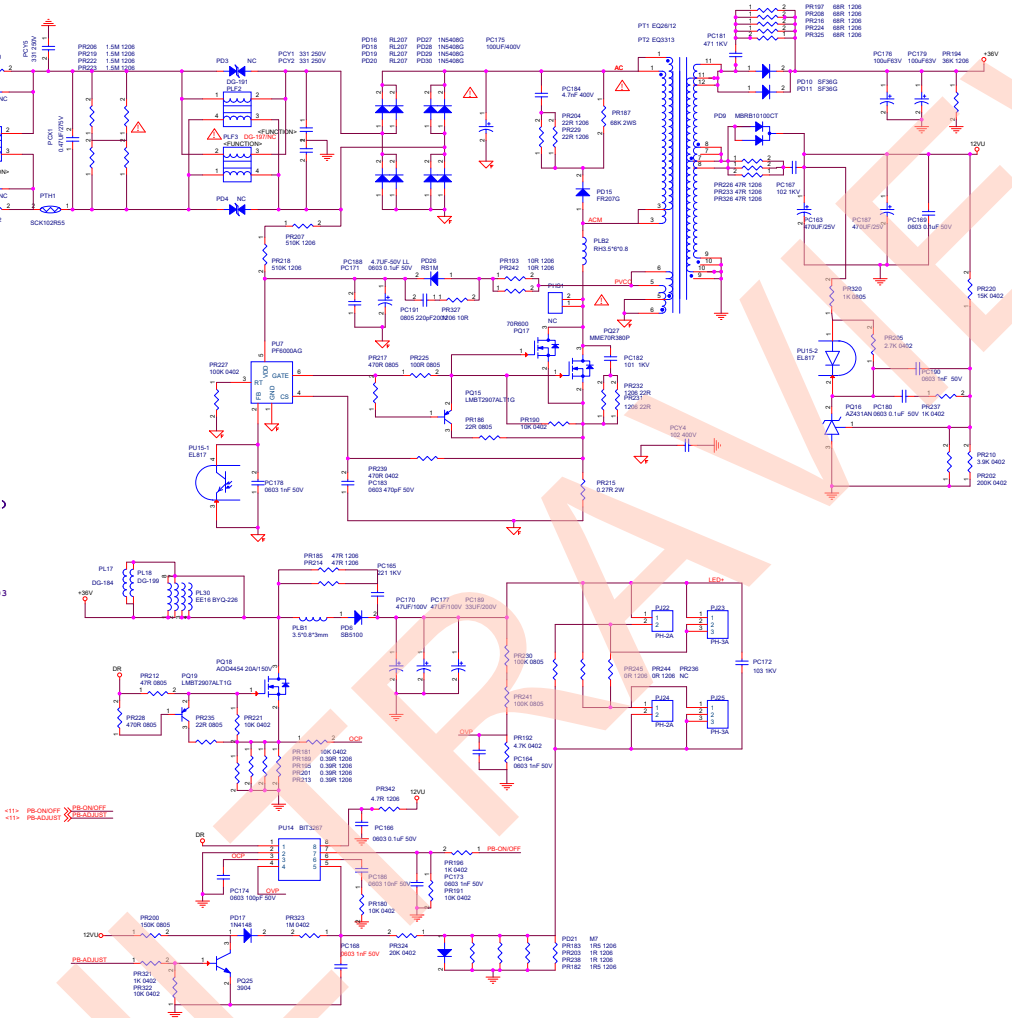 PR197 68R 1206
PR208 68R 1206
PR216 68R 1206
PR224 68R 1206
PR325 68R 1206
PT1 EQ26/12
PT2 EQ3313
PC181
471 1KV
PCY5
331 250V
PR206 1.5M 1206
PR219 1.5M 1206
PR222 1.5M 1206
PR223 1.5M 1206
PCY1 331 250V
PCY2 331 250V
PD16 RL207 PD27 1N5408G
PD18 RL207 PD28 1N5408G
PD19 RL207 PD29 1N5408G
PD20 RL207 PD30 1N5408G
PC175
100UF/400V
PD3 NC
DG-191
PLF2
PLF3 DG-197/NC
<FUNCTION>
<FUNCTION>
PCX1
0.47UF/275V
PD4 NC
PTH1
SCK102R55
AC
PC184
4.7nF 400V
PR204
22R 1206
PR229
22R 1206
PR187
68K 2WS
PD15
FR207G
ACM
PLB2
RH3.5*6*0.8
PC176
100uF63V
PC179
100uF63V
PR194
36K 1206
+36V
PD10 SF36G
PD11 SF36G
PD9 MBRB10100CT
12VU
PR226 47R 1206
PR233 47R 1206
PR326 47R 1206
PC167
102 1KV
PC163
470UF/25V
PC187
470UF/25V
PC169
0603 0.1uF 50V
PR207
510K 1206
PR218
510K 1206
PC188 4.7UF-50V LL
PC171 0603 0.1uF 50V
PD26
RS1M
PR193 10R 1206
PR242 10R 1206
PVCC
PC191
0805 220pF200V
PR327
1206 10R
NC
70R600
PQ17
PQ27
MME70R380P
PC182
101 1KV
PU7
PF6000AG
VDD
RT
GATE
FB
GND
CS
PR227
100K 0402
PR217
470R 0805
PR225
100R 0805
PQ15
LMBT2907ALT1G
PR186
22R 0805
PR190
10K 0402
PR232
1206 22R
PR231
1206 22R
PCY4
102 400V
PU15-1
EL817
PC178
0603 1nF 50V
PR239
470R 0402
PC183
0603 470pF 50V
PR215
0.27R 2W
PR320
1K 0805
PR205
2.7K 0402
PR220
15K 0402
PU15-2
EL817
PC190
0603 1nF 50V
PQ16
AZ431AN
PC180
0603 0.1uF 50V
PR237
1K 0402
PR210
3.9K 0402
PR202
200K 0402
PL17
DG-184
PL18
DG-199
PL30
EE16 BYQ-226
+36V
PR185 47R 1206
PR214 47R 1206
PC165
221 1KV
PLB1
3.5*0.8*3mm
PD6
SB5100
PC170
47UF/100V
PC177
47UF/100V
PC189
33UF/200V
LED+
PJ22
PH-2A
PJ23
PH-3A
PJ24
PH-2A
PJ25
PH-3A
PR245 PR244 PR236
0R 1206 0R 1206 NC
PC172
103 1KV
PR230
100K 0805
PR241
100K 0805
OVP
PR192
4.7K 0402
PC164
0603 1nF 50V
PQ18
AOD4454 20A/150V
DR
PR212
47R 0805
PQ19
LMBT2907ALT1G
PR228
470R 0805
PR235
22R 0805
PR221
10K 0402
OCP
PR181 10K 0402
PR189 0.39R 1206
PR195 0.39R 1206
PR201 0.39R 1206
PR213 0.39R 1206
<11> PB-ON/OFF PB-ON/OFF
<11> PB-ADJUST PB-ADJUST
PR342
4.7R 1206
12VU
PC166
0603 0.1uF 50V
PU14 BIT3267
DR
OCP
OVP
PC174
0603 100pF 50V
PC186
0603 10nF 50V
PR180
10K 0402
PB-ON/OFF
PR196
1K 0402
PC173
0603 1nF 50V
PR191
10K 0402
12VU
PR200
150K 0805
PD17
1N4148
PR323
1M 0402
PB-ADJUST
PR321
1K 0402
PR322
10K 0402
PQ25
3904
PC168
0603 1nF 50V
PR324
20K 0402
PD21 M7
PR183 1R5 1206
PR203 1R 1206
PR238 1R 1206
PR182 1R5 1206